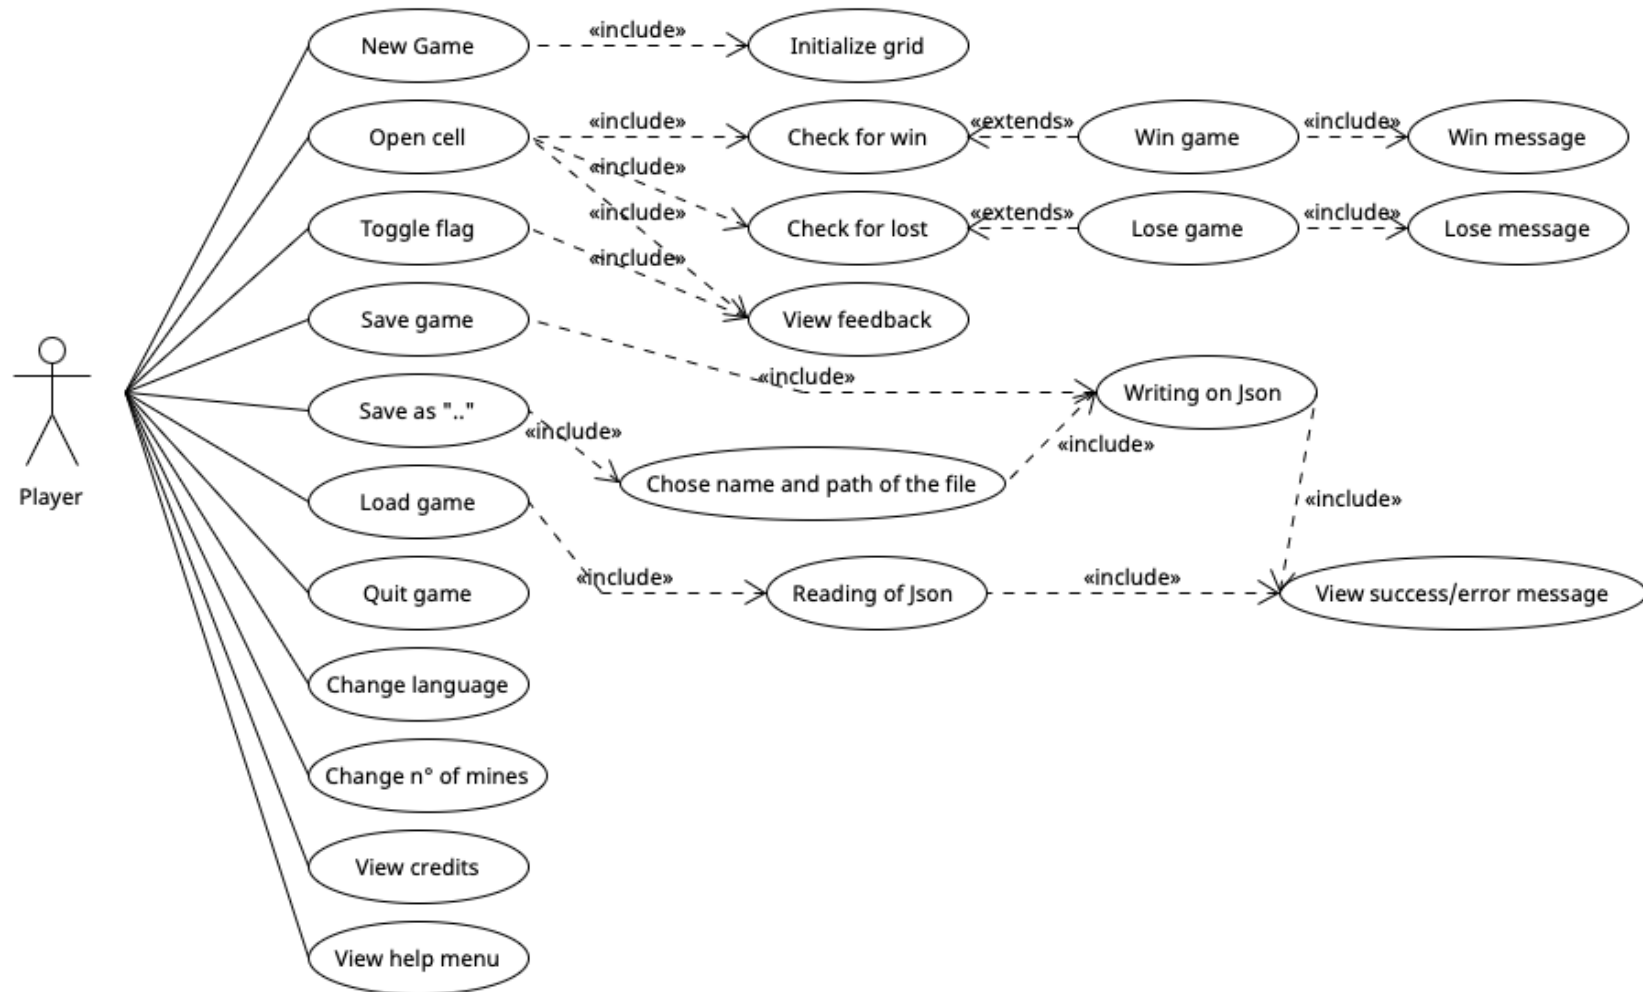 New Game
«include»
Initialize grid
Open cell
«include»
Check for win
«extends»
Win game
«include»
Win message
«include»
Toggle flag
«include»
Check for lost
«extends»
Lose game
«include»
Lose message
«include»
Save game
View feedback
«include»
Writing on Json
Save as ".."
«include»
«include»
Chose name and path of the file
Player
Load game
«include»
«include»
Reading of Json
«include»
View success/error message
Quit game
Change language
Change n° of mines
View credits
View help menu